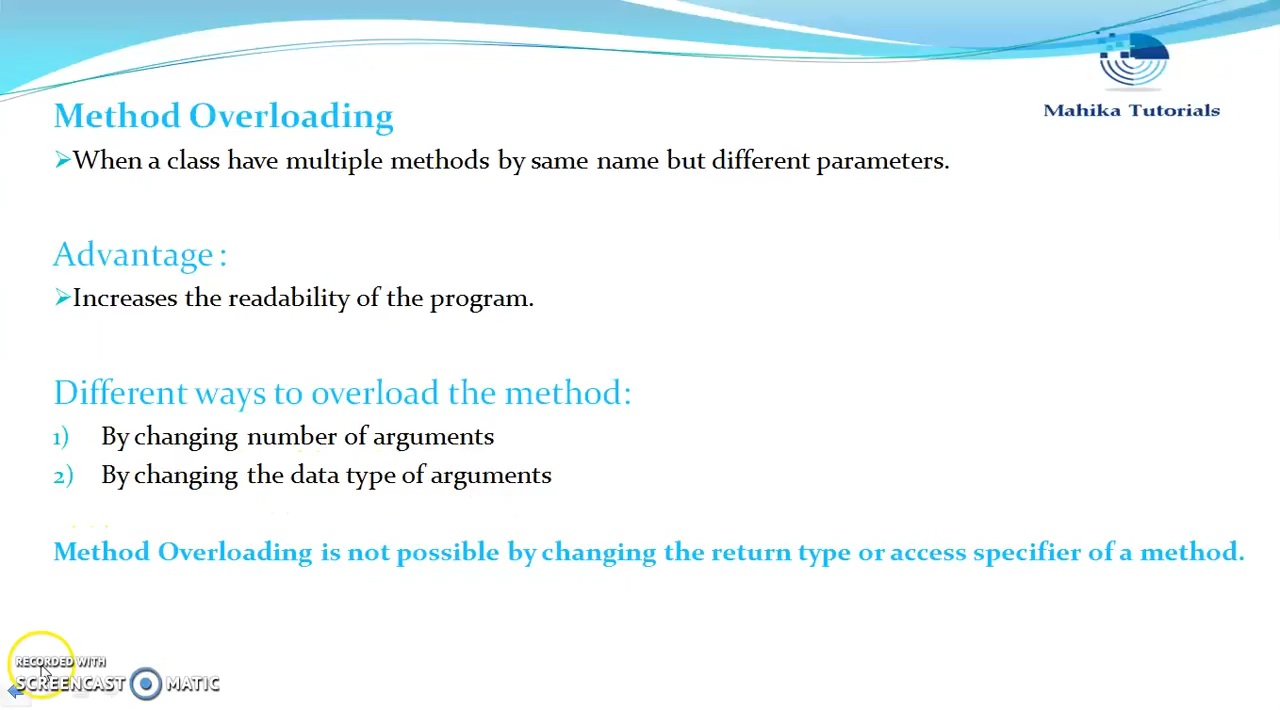 Mahika Tutorials
Method Overloading
➢When a class have multiple methods by same name but different parameters.
Advantage :
➢Increases the readability of the program.
Different ways to overload the method:
1) By changing number of arguments
2) By changing the data type of arguments
Method Overloading is not possible by changing the return type or access specifier of a method.
RECORDED WITH
SCREENCAST MATIC